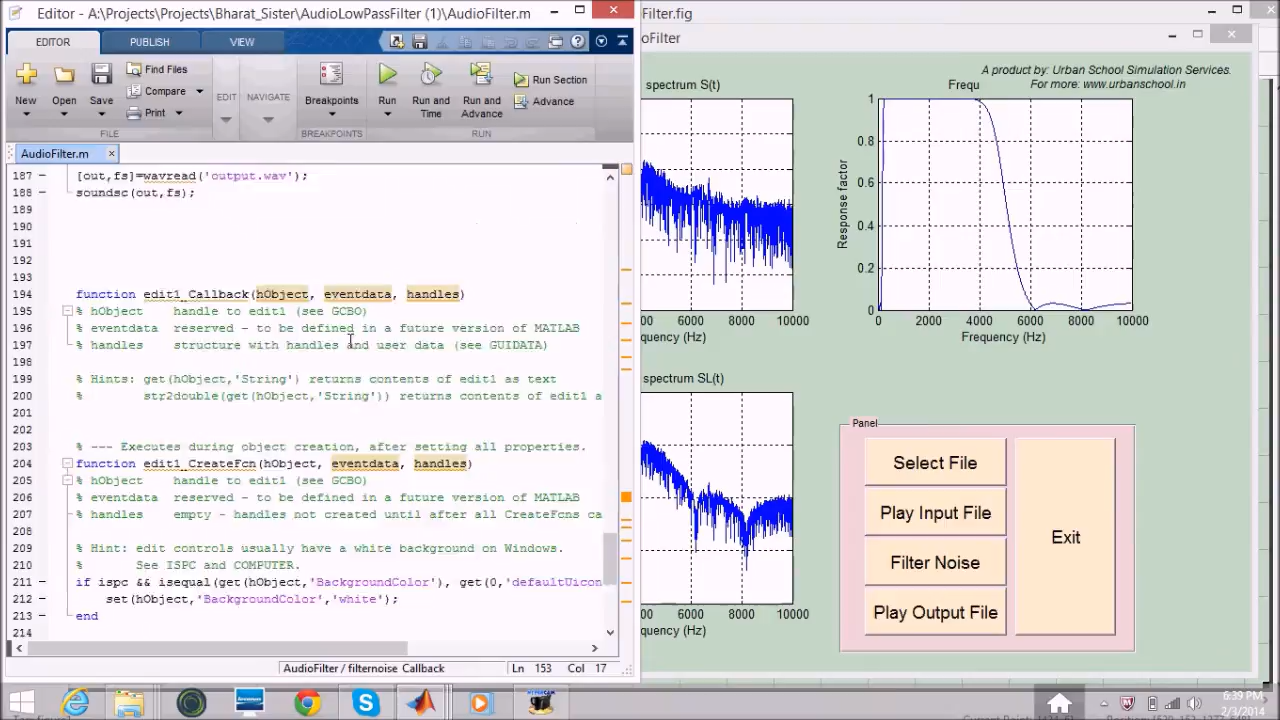 Editor - A:\Projects\Projects\Bharat_Sister\AudioLowPassFilter (1)\AudioFilter.m
EDITOR PUBLISH VIEW
New Open Save Find Files Compare Print EDIT NAVIGATE Breakpoints Run Run and Time Run and Advance Run Section Advance
FILE BREAKPOINTS RUN
AudioFilter.m
187 [out,fs]=wavread('output.wav');
188 soundsc(out,fs);
189
190
191
192
193
194 function edit1_Callback(hObject, eventdata, handles)
195 % hObject    handle to edit1 (see GCBO)
196 % eventdata  reserved - to be defined in a future version of MATLAB
197 % handles    structure with handles and user data (see GUIDATA)
198
199 % Hints: get(hObject,'String') returns contents of edit1 as text
200 %        str2double(get(hObject,'String')) returns contents of edit1 a
201
202
203 % --- Executes during object creation, after setting all properties.
204 function edit1_CreateFcn(hObject, eventdata, handles)
205 % hObject    handle to edit1 (see GCBO)
206 % eventdata  reserved - to be defined in a future version of MATLAB
207 % handles    empty - handles not created until after all CreateFcns ca
208
209 % Hint: edit controls usually have a white background on Windows.
210 %       See ISPC and COMPUTER.
211 if ispc && isequal(get(hObject,'BackgroundColor'), get(0,'defaultUicon
212 set(hObject,'BackgroundColor','white');
213 end
214
AudioFilter / filternoise Callback Ln 153 Col 17
Filter.fig
oFilter
A product by: Urban School Simulation Services.
For more: www.urbanschool.in
spectrum S(t)
6000 8000 10000
quency (Hz)
Frequ
Response factor
1
0.8
0.6
0.4
0.2
0
0 2000 4000 6000 8000 10000
Frequency (Hz)
spectrum SL(t)
6000 8000 10000
quency (Hz)
Panel
Select File
Play Input File
Filter Noise
Play Output File
Exit
6:39 PM
2/3/2014